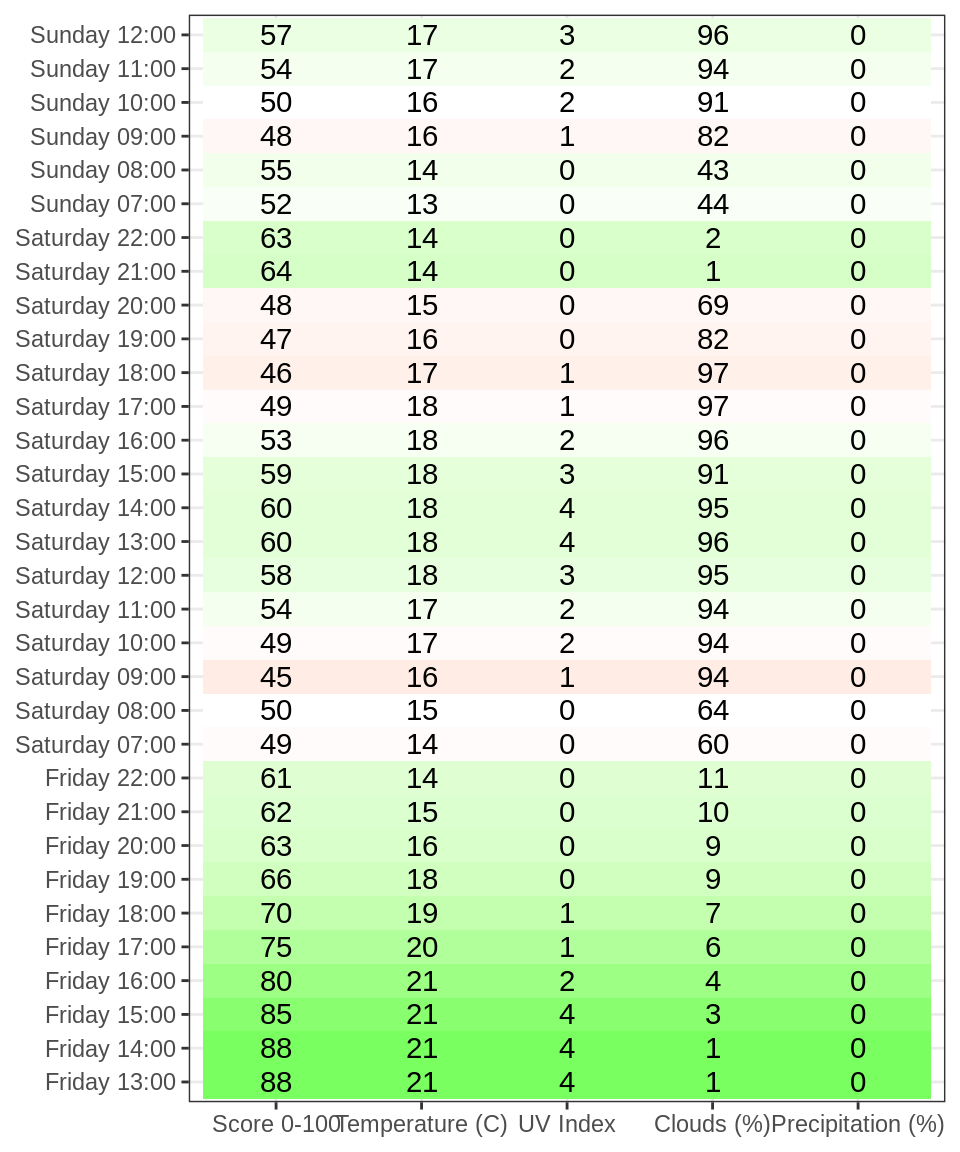 Sunday 12:00 57 17 3 96 0
Sunday 11:00 54 17 2 94 0
Sunday 10:00 50 16 2 91 0
Sunday 09:00 48 16 1 82 0
Sunday 08:00 55 14 0 43 0
Sunday 07:00 52 13 0 44 0
Saturday 22:00 63 14 0 2 0
Saturday 21:00 64 14 0 1 0
Saturday 20:00 48 15 0 69 0
Saturday 19:00 47 16 0 82 0
Saturday 18:00 46 17 1 97 0
Saturday 17:00 49 18 1 97 0
Saturday 16:00 53 18 2 96 0
Saturday 15:00 59 18 3 91 0
Saturday 14:00 60 18 4 95 0
Saturday 13:00 60 18 4 96 0
Saturday 12:00 58 18 3 95 0
Saturday 11:00 54 17 2 94 0
Saturday 10:00 49 17 2 94 0
Saturday 09:00 45 16 1 94 0
Saturday 08:00 50 15 0 64 0
Saturday 07:00 49 14 0 60 0
Friday 22:00 61 14 0 11 0
Friday 21:00 62 15 0 10 0
Friday 20:00 63 16 0 9 0
Friday 19:00 66 18 0 9 0
Friday 18:00 70 19 1 7 0
Friday 17:00 75 20 1 6 0
Friday 16:00 80 21 2 4 0
Friday 15:00 85 21 4 3 0
Friday 14:00 88 21 4 1 0
Friday 13:00 88 21 4 1 0
Score 0-100 Temperature (C) UV Index Clouds (%) Precipitation (%)